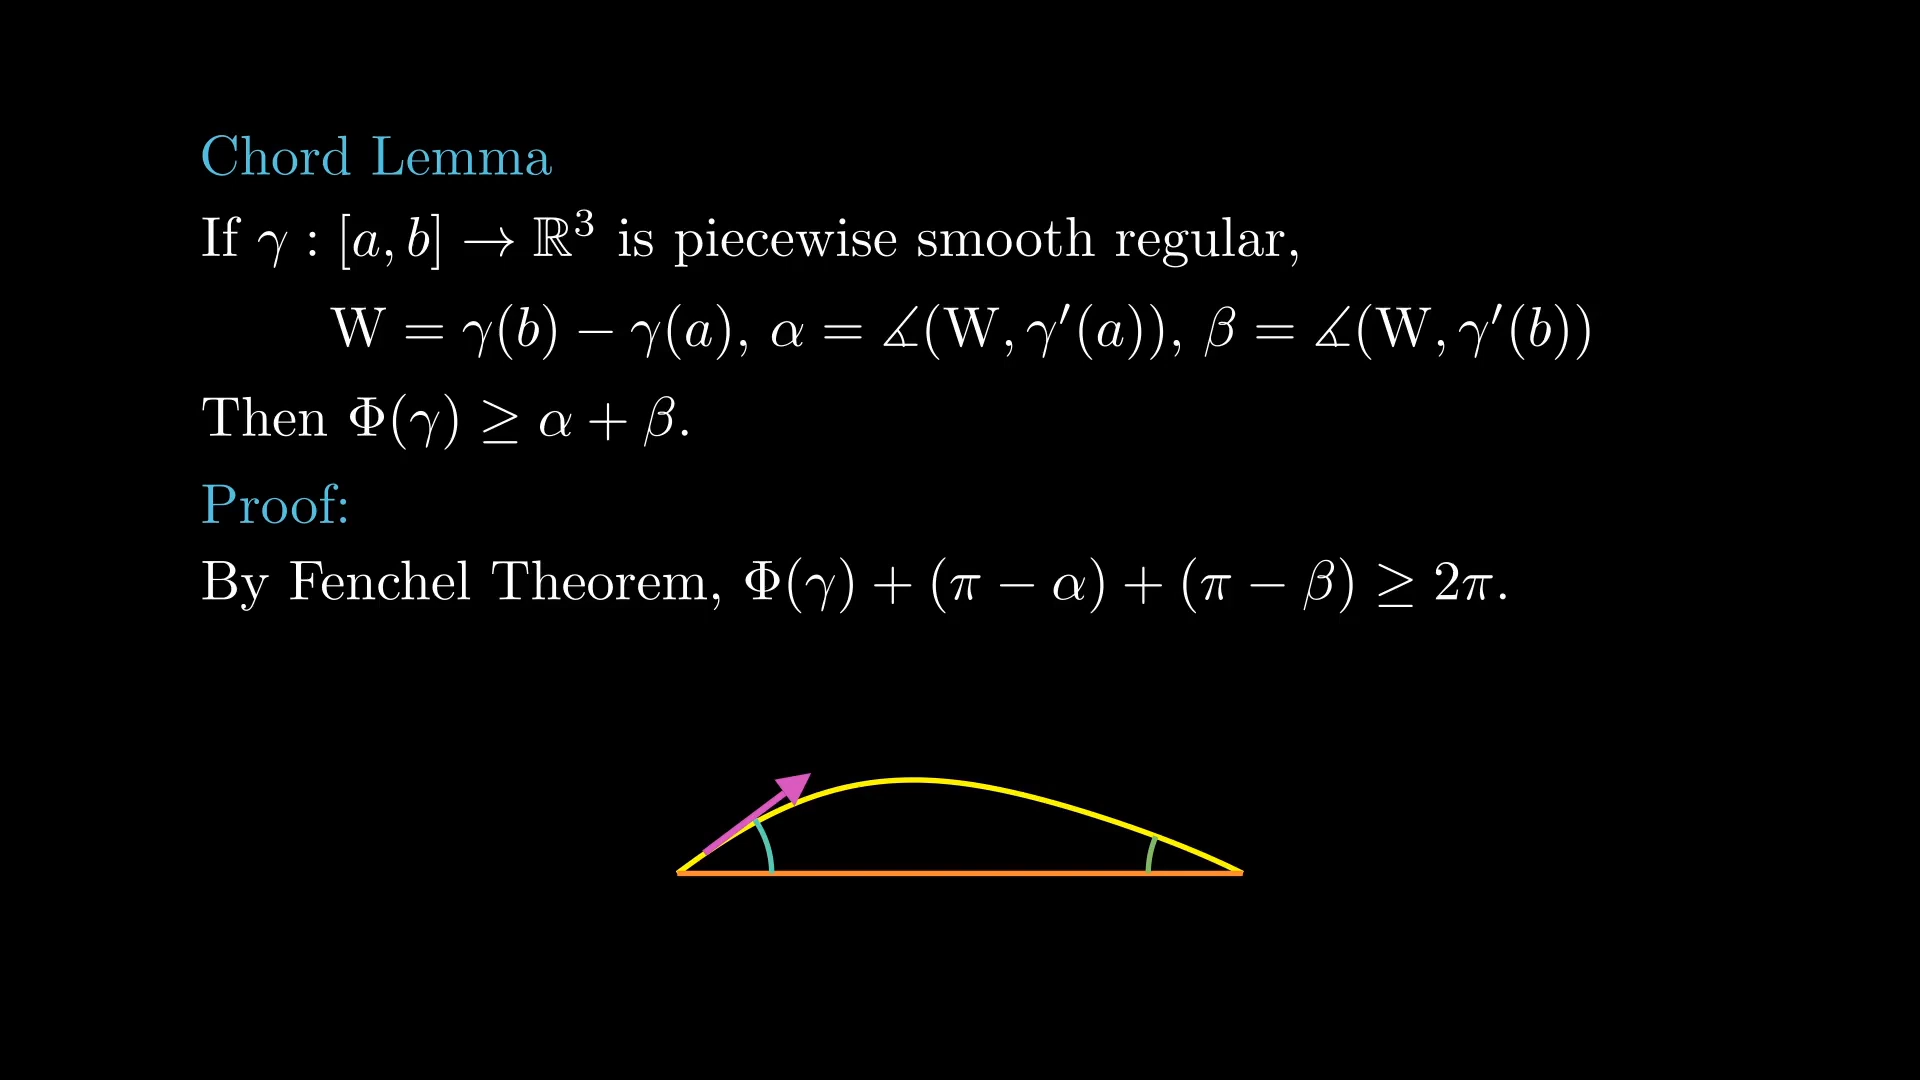 Chord Lemma
If γ : [a, b] → ℝ³ is piecewise smooth regular,
W = γ(b) − γ(a), α = ∡(W, γ′(a)), β = ∡(W, γ′(b))
Then Φ(γ) ≥ α + β.
Proof:
By Fenchel Theorem, Φ(γ) + (π − α) + (π − β) ≥ 2π.